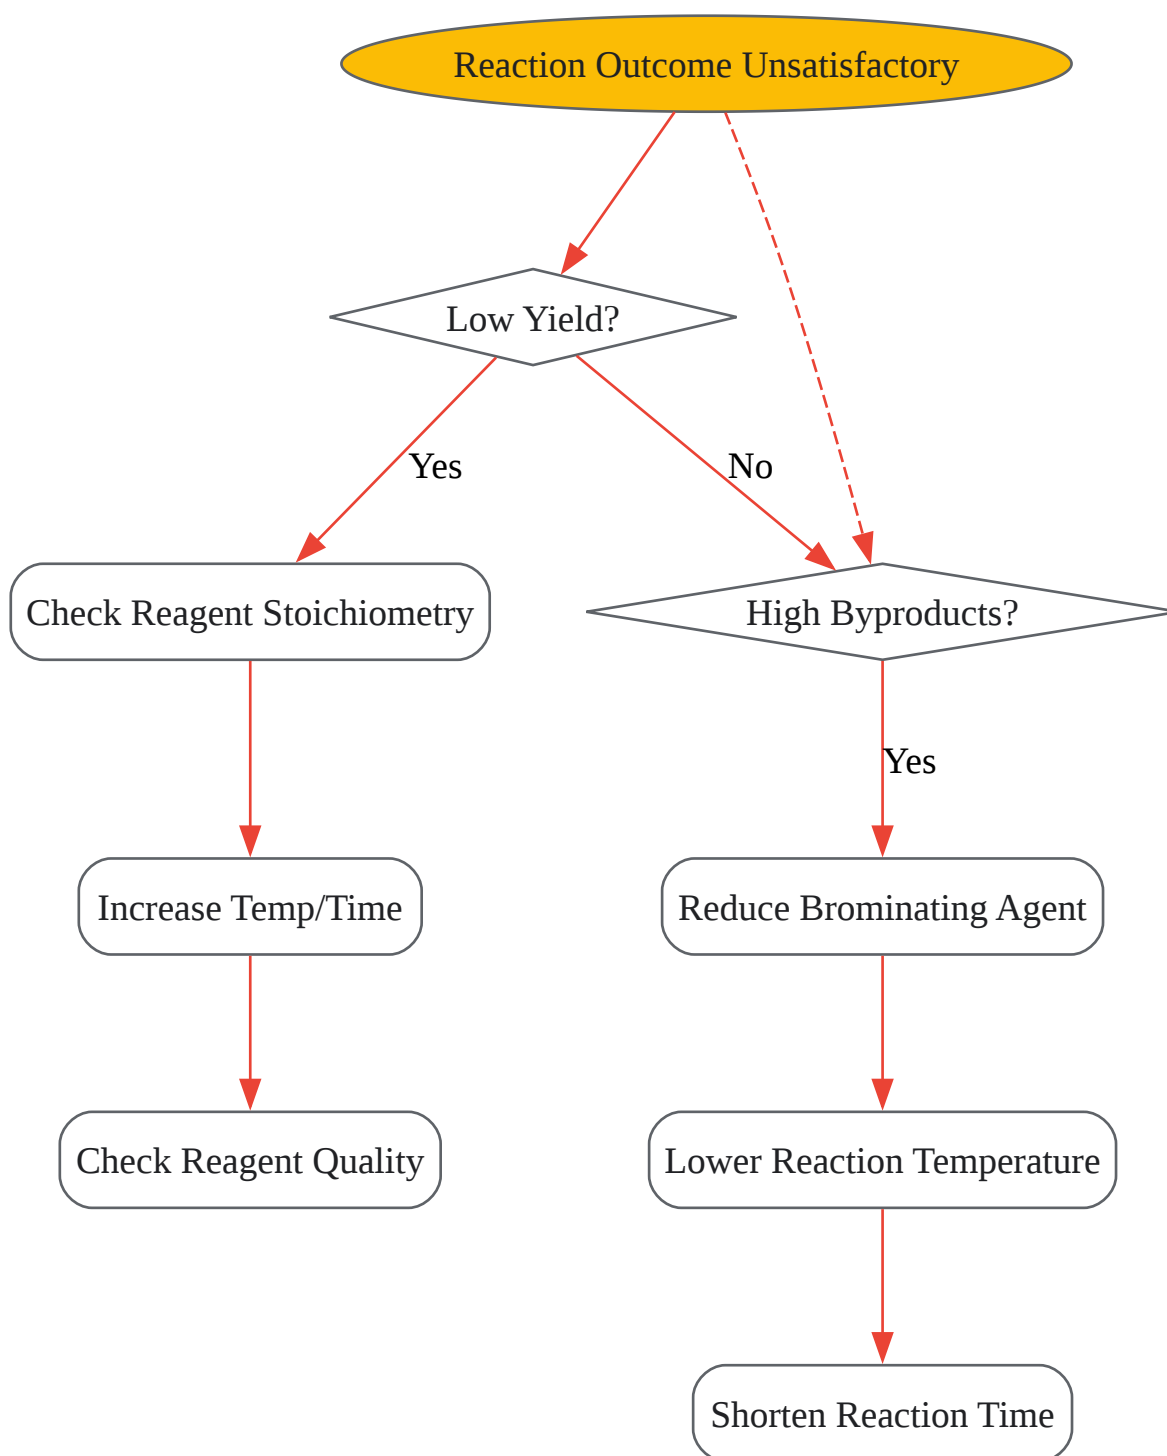 Reaction Outcome Unsatisfactory
Low Yield?
Yes
No
Check Reagent Stoichiometry
High Byproducts?
Yes
Increase Temp/Time
Reduce Brominating Agent
Check Reagent Quality
Lower Reaction Temperature
Shorten Reaction Time